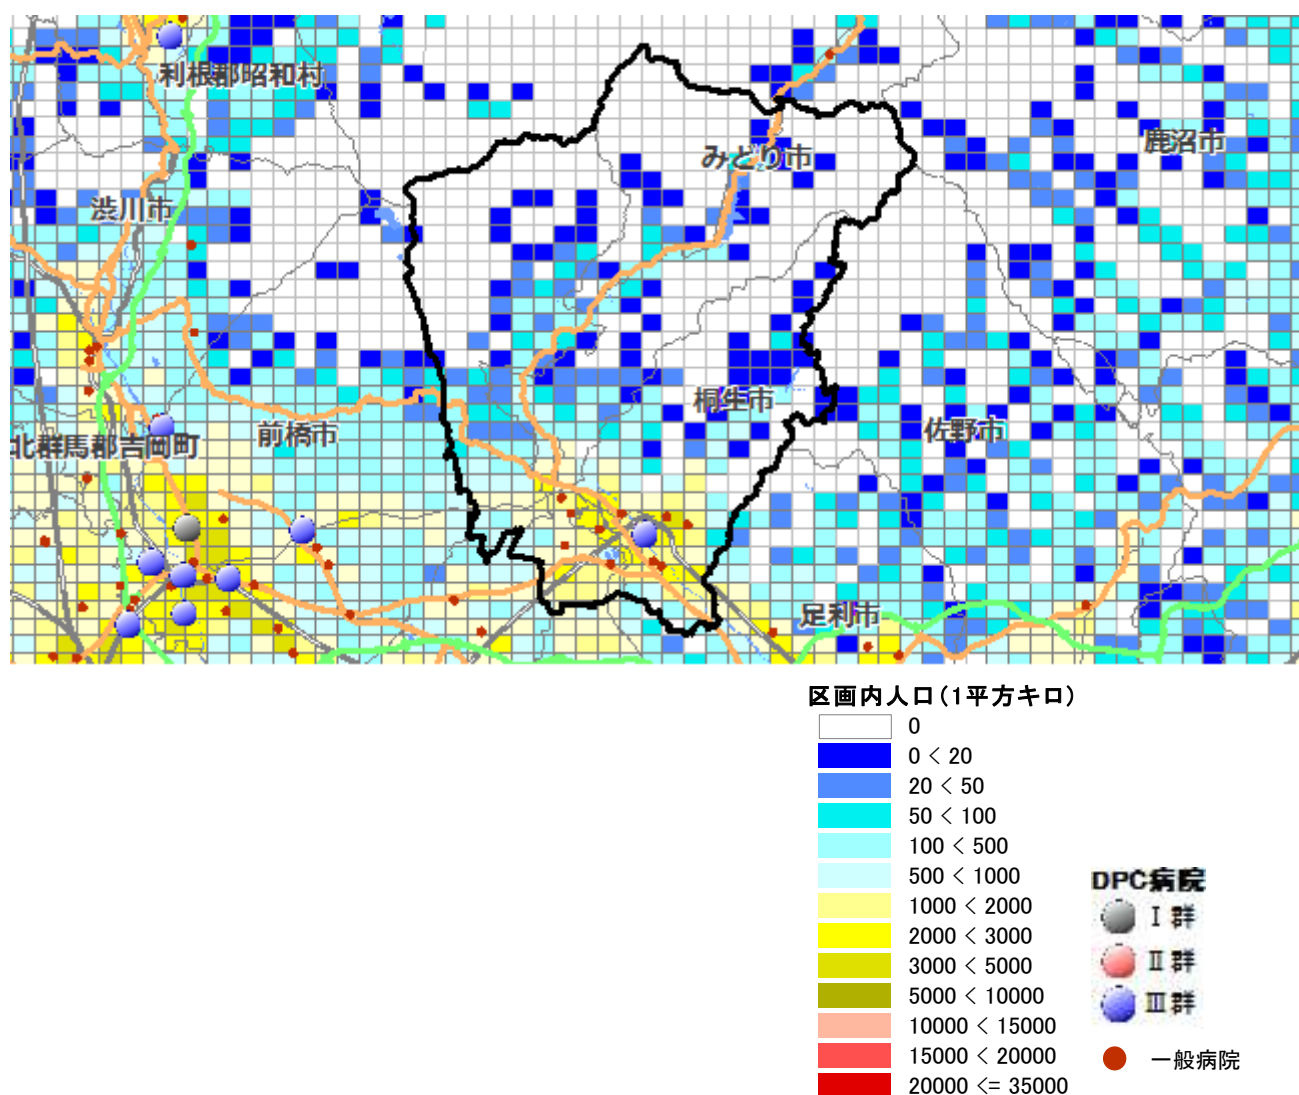 利根郡昭和村
みどり市
鹿沼市
渋川市
桐生市
佐野市
前橋市
北群馬郡吉岡町
足利市
区画内人口(1平方キロ)
0
0 < 20
20 < 50
50 < 100
100 < 500
500 < 1000
1000 < 2000
2000 < 3000
3000 < 5000
5000 < 10000
10000 < 15000
15000 < 20000
20000 <= 35000
DPC病院
Ⅰ群
Ⅱ群
Ⅲ群
一般病院